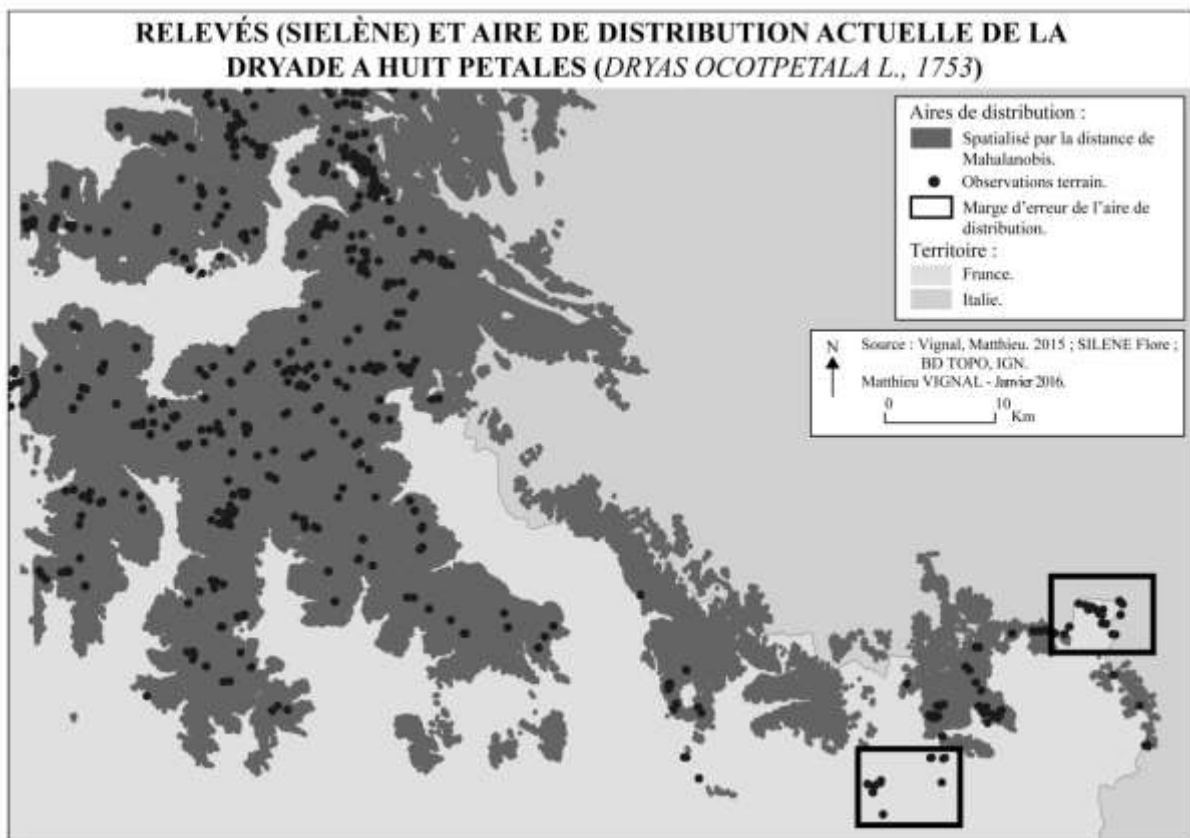 RELEVÉS (SIELÈNE) ET AIRE DE DISTRIBUTION ACTUELLE DE LA
DRYADE A HUIT PETALES (DRYAS OCOTPETALA L., 1753)
Aires de distribution :
Spatialisé par la distance de
Mahalanobis.
Observations terrain.
Marge d'erreur de l'aire de
distribution.
Territoire :
France.
Italie.
N
Source : Vignal, Matthieu. 2015 ; SILENE Flore ;
BD TOPO, IGN.
Matthieu VIGNAL - Janvier 2016.
0 10
Km